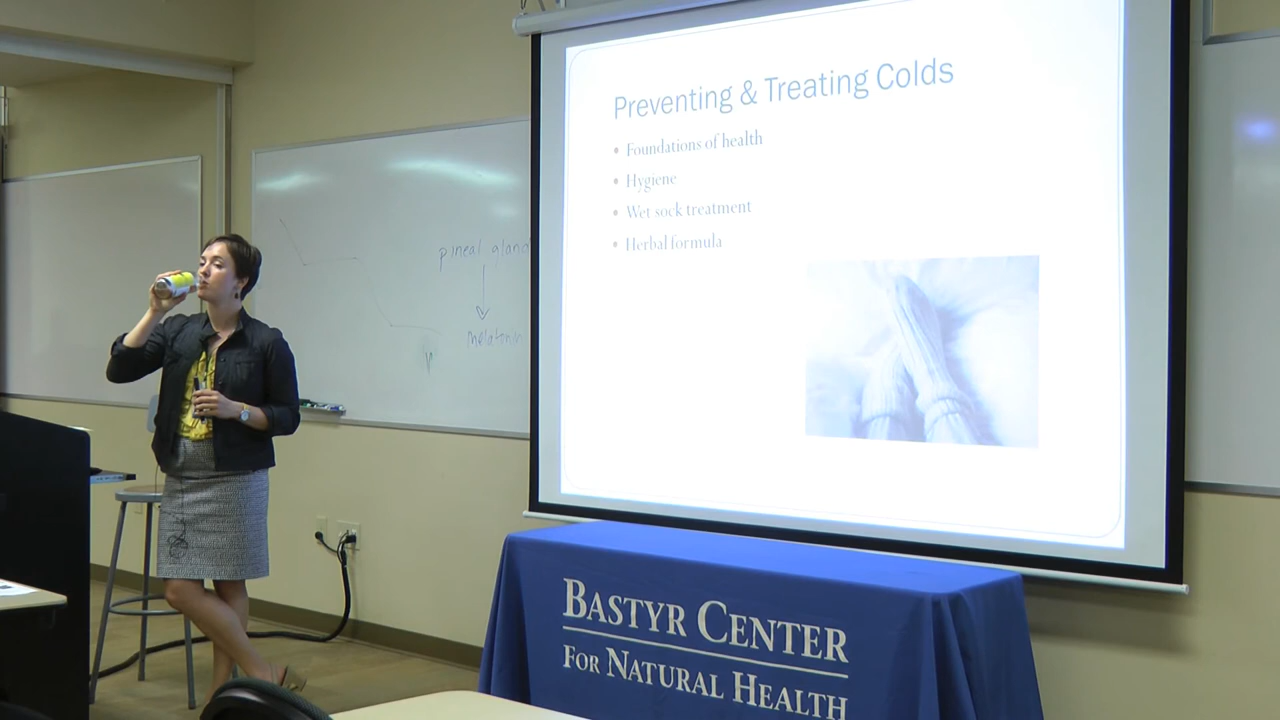 Preventing & Treating Colds
• Foundations of health
• Hygiene
• Wet sock treatment
• Herbal formula
pineal gland
melatonin
BASTYR CENTER
FOR NATURAL HEALTH